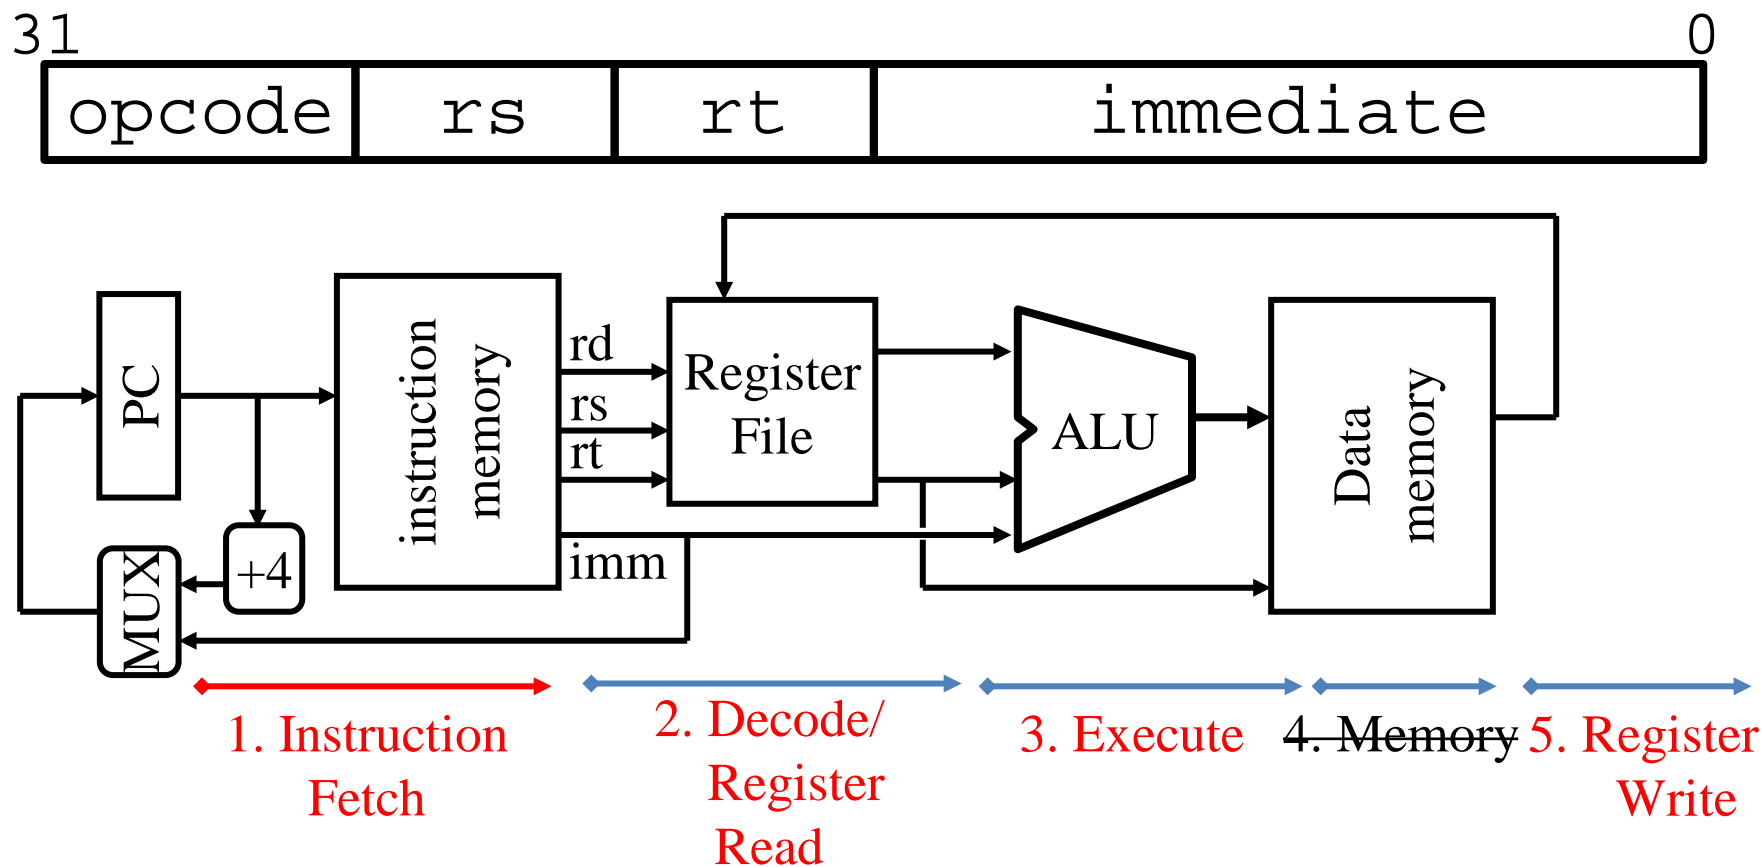 31 0
opcode rs rt immediate
PC
MUX
+4
instruction
memory
rd
rs
rt
imm
Register
File
ALU
Data
memory
1. Instruction
Fetch
2. Decode/
Register
Read
3. Execute
4. Memory
5. Register
Write